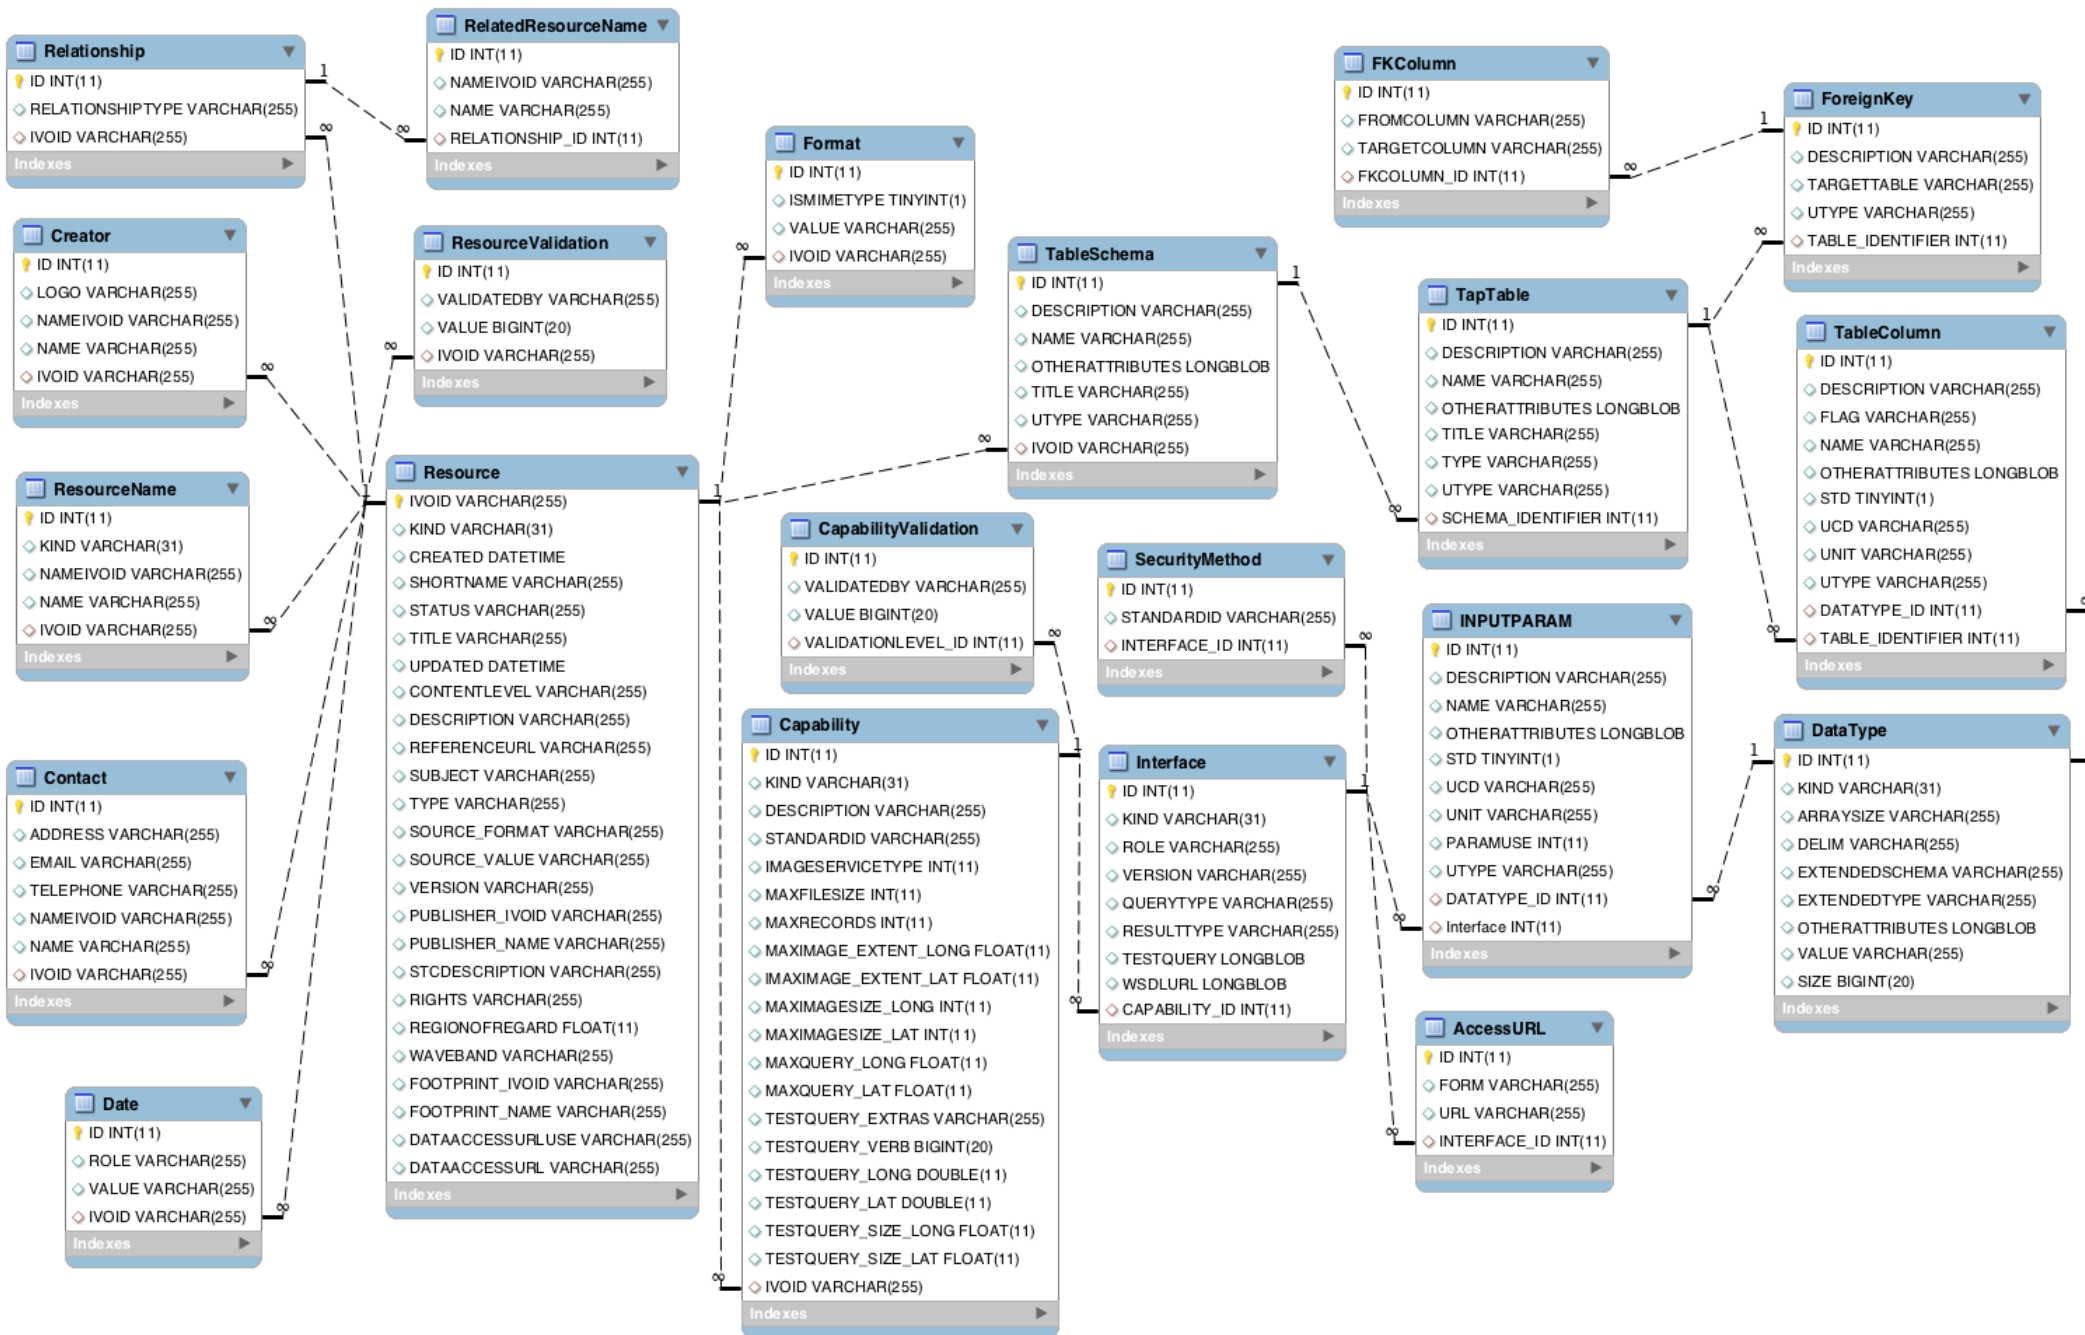 Relationship
ID INT(11)
RELATIONSHIPTYPE VARCHAR(255)
IVOID VARCHAR(255)
Indexes
1
∞
∞
RelatedResourceName
ID INT(11)
NAMEIVOID VARCHAR(255)
NAME VARCHAR(255)
RELATIONSHIP_ID INT(11)
Indexes
Creator
ID INT(11)
LOGO VARCHAR(255)
NAMEIVOID VARCHAR(255)
NAME VARCHAR(255)
IVOID VARCHAR(255)
Indexes
∞
ResourceValidation
ID INT(11)
VALIDATEDBY VARCHAR(255)
VALUE BIGINT(20)
IVOID VARCHAR(255)
Indexes
∞
ResourceName
ID INT(11)
KIND VARCHAR(31)
NAMEIVOID VARCHAR(255)
NAME VARCHAR(255)
IVOID VARCHAR(255)
Indexes
∞
Contact
ID INT(11)
ADDRESS VARCHAR(255)
EMAIL VARCHAR(255)
TELEPHONE VARCHAR(255)
NAMEIVOID VARCHAR(255)
NAME VARCHAR(255)
IVOID VARCHAR(255)
Indexes
∞
Date
ID INT(11)
ROLE VARCHAR(255)
VALUE VARCHAR(255)
IVOID VARCHAR(255)
Indexes
∞
1
Resource
IVOID VARCHAR(255)
KIND VARCHAR(31)
CREATED DATETIME
SHORTNAME VARCHAR(255)
STATUS VARCHAR(255)
TITLE VARCHAR(255)
UPDATED DATETIME
CONTENTLEVEL VARCHAR(255)
DESCRIPTION VARCHAR(255)
REFERENCEURL VARCHAR(255)
SUBJECT VARCHAR(255)
TYPE VARCHAR(255)
SOURCE_FORMAT VARCHAR(255)
SOURCE_VALUE VARCHAR(255)
VERSION VARCHAR(255)
PUBLISHER_IVOID VARCHAR(255)
PUBLISHER_NAME VARCHAR(255)
STCDESCRIPTION VARCHAR(255)
RIGHTS VARCHAR(255)
REGIONOFREGARD FLOAT(11)
WAVEBAND VARCHAR(255)
FOOTPRINT_IVOID VARCHAR(255)
FOOTPRINT_NAME VARCHAR(255)
DATAACCESSURLUSE VARCHAR(255)
DATAACCESSURL VARCHAR(255)
Indexes
1
Format
ID INT(11)
ISMIMETYPE TINYINT(1)
VALUE VARCHAR(255)
IVOID VARCHAR(255)
Indexes
∞
TableSchema
ID INT(11)
DESCRIPTION VARCHAR(255)
NAME VARCHAR(255)
OTHERATTRIBUTES LONGBLOB
TITLE VARCHAR(255)
UTYPE VARCHAR(255)
IVOID VARCHAR(255)
Indexes
∞
1
CapabilityValidation
ID INT(11)
VALIDATEDBY VARCHAR(255)
VALUE BIGINT(20)
VALIDATIONLEVEL_ID INT(11)
Indexes
∞
Capability
ID INT(11)
KIND VARCHAR(31)
DESCRIPTION VARCHAR(255)
STANDARDID VARCHAR(255)
IMAGESERVICETYPE INT(11)
MAXFILESIZE INT(11)
MAXRECORDS INT(11)
MAXIMAGE_EXTENT_LONG FLOAT(11)
IMAXIMAGE_EXTENT_LAT FLOAT(11)
MAXIMAGESIZE_LONG INT(11)
MAXIMAGESIZE_LAT INT(11)
MAXQUERY_LONG FLOAT(11)
MAXQUERY_LAT FLOAT(11)
TESTQUERY_EXTRAS VARCHAR(255)
TESTQUERY_VERB BIGINT(20)
TESTQUERY_LONG DOUBLE(11)
TESTQUERY_LAT DOUBLE(11)
TESTQUERY_SIZE_LONG FLOAT(11)
TESTQUERY_SIZE_LAT FLOAT(11)
IVOID VARCHAR(255)
Indexes
∞
1
SecurityMethod
ID INT(11)
STANDARDID VARCHAR(255)
INTERFACE_ID INT(11)
Indexes
∞
Interface
ID INT(11)
KIND VARCHAR(31)
ROLE VARCHAR(255)
VERSION VARCHAR(255)
QUERYTYPE VARCHAR(255)
RESULTTYPE VARCHAR(255)
TESTQUERY LONGBLOB
WSDLURL LONGBLOB
CAPABILITY_ID INT(11)
Indexes
∞
1
FKColumn
ID INT(11)
FROMCOLUMN VARCHAR(255)
TARGETCOLUMN VARCHAR(255)
FKCOLUMN_ID INT(11)
Indexes
∞
ForeignKey
ID INT(11)
DESCRIPTION VARCHAR(255)
TARGETTABLE VARCHAR(255)
UTYPE VARCHAR(255)
TABLE_IDENTIFIER INT(11)
Indexes
1
∞
TapTable
ID INT(11)
DESCRIPTION VARCHAR(255)
NAME VARCHAR(255)
OTHERATTRIBUTES LONGBLOB
TITLE VARCHAR(255)
TYPE VARCHAR(255)
UTYPE VARCHAR(255)
SCHEMA_IDENTIFIER INT(11)
Indexes
∞
1
TableColumn
ID INT(11)
DESCRIPTION VARCHAR(255)
FLAG VARCHAR(255)
NAME VARCHAR(255)
OTHERATTRIBUTES LONGBLOB
STD TINYINT(1)
UCD VARCHAR(255)
UNIT VARCHAR(255)
UTYPE VARCHAR(255)
DATATYPE_ID INT(11)
TABLE_IDENTIFIER INT(11)
Indexes
∞
INPUTPARAM
ID INT(11)
DESCRIPTION VARCHAR(255)
NAME VARCHAR(255)
OTHERATTRIBUTES LONGBLOB
STD TINYINT(1)
UCD VARCHAR(255)
UNIT VARCHAR(255)
PARAMUSE INT(11)
UTYPE VARCHAR(255)
DATATYPE_ID INT(11)
Interface INT(11)
Indexes
∞
∞
DataType
ID INT(11)
KIND VARCHAR(31)
ARRAYSIZE VARCHAR(255)
DELIM VARCHAR(255)
EXTENDEDSCHEMA VARCHAR(255)
EXTENDEDTYPE VARCHAR(255)
OTHERATTRIBUTES LONGBLOB
VALUE VARCHAR(255)
SIZE BIGINT(20)
Indexes
1
AccessURL
ID INT(11)
FORM VARCHAR(255)
URL VARCHAR(255)
INTERFACE_ID INT(11)
Indexes
∞